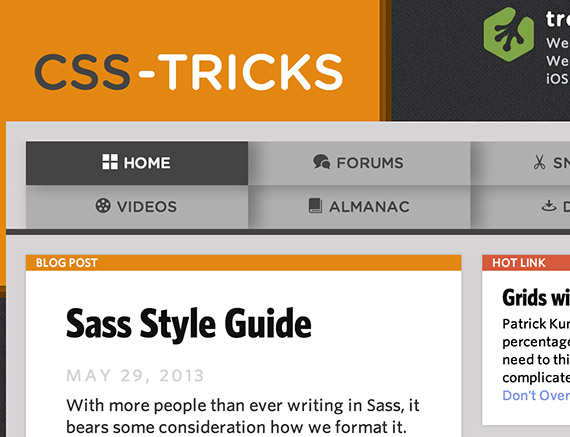 CSS-TRICKS
We
We
iOS
HOME
FORUMS
VIDEOS
ALMANAC
BLOG POST
Sass Style Guide
MAY 29, 2013
With more people than ever writing in Sass, it
bears some consideration how we format it.
HOT LINK
Grids wi
Patrick Kur
percentage
need to thi
complicate
Don't Over